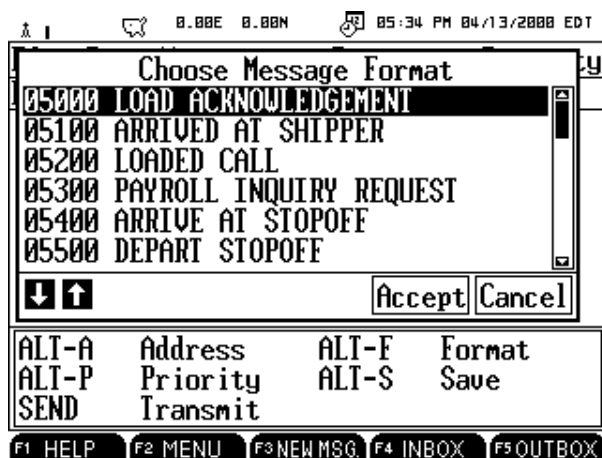 0.00E 0.00N 05:34 PM 04/13/2000 EDT
Choose Message Format
05000 LOAD ACKNOWLEDGEMENT
05100 ARRIVED AT SHIPPER
05200 LOADED CALL
05300 PAYROLL INQUIRY REQUEST
05400 ARRIVE AT STOPOFF
05500 DEPART STOPOFF
Accept Cancel
ALT-A Address ALT-F Format
ALT-P Priority ALT-S Save
SEND Transmit
F1 HELP F2 MENU F3 NEW MSG. F4 INBOX F5 OUTBOX